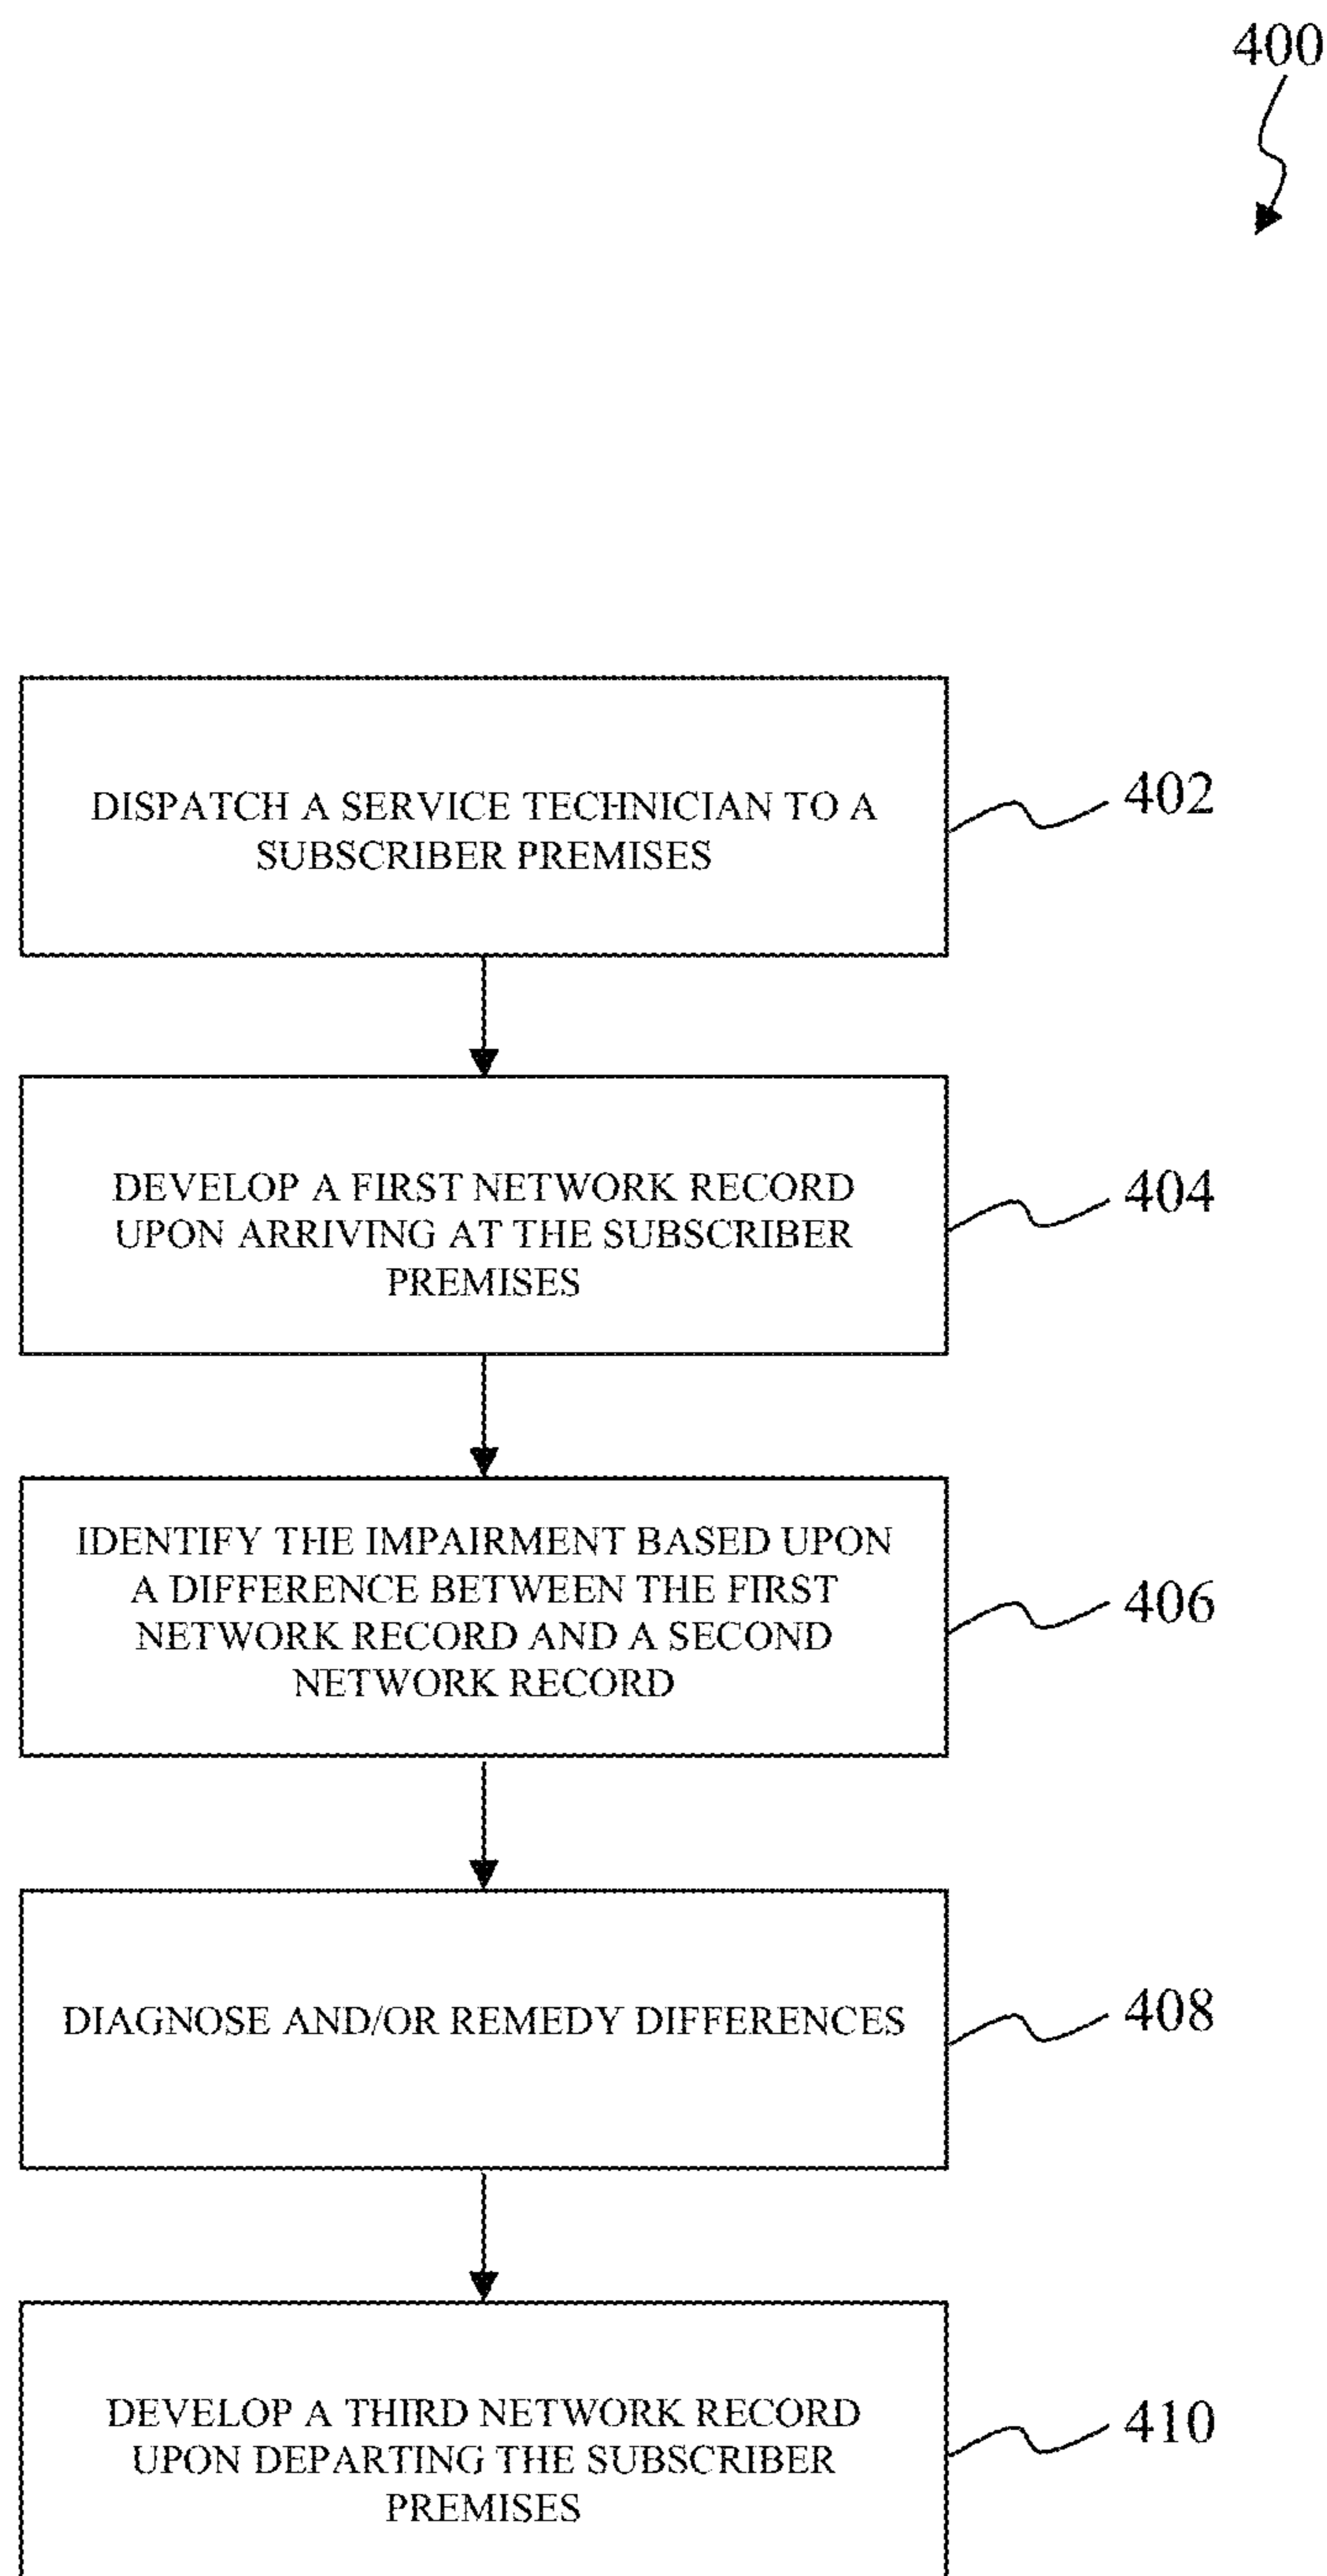 400
DISPATCH A SERVICE TECHNICIAN TO A
SUBSCRIBER PREMISES
402
DEVELOP A FIRST NETWORK RECORD
UPON ARRIVING AT THE SUBSCRIBER
PREMISES
404
IDENTIFY THE IMPAIRMENT BASED UPON
A DIFFERENCE BETWEEN THE FIRST
NETWORK RECORD AND A SECOND
NETWORK RECORD
406
DIAGNOSE AND/OR REMEDY DIFFERENCES
408
DEVELOP A THIRD NETWORK RECORD
UPON DEPARTING THE SUBSCRIBER
PREMISES
410